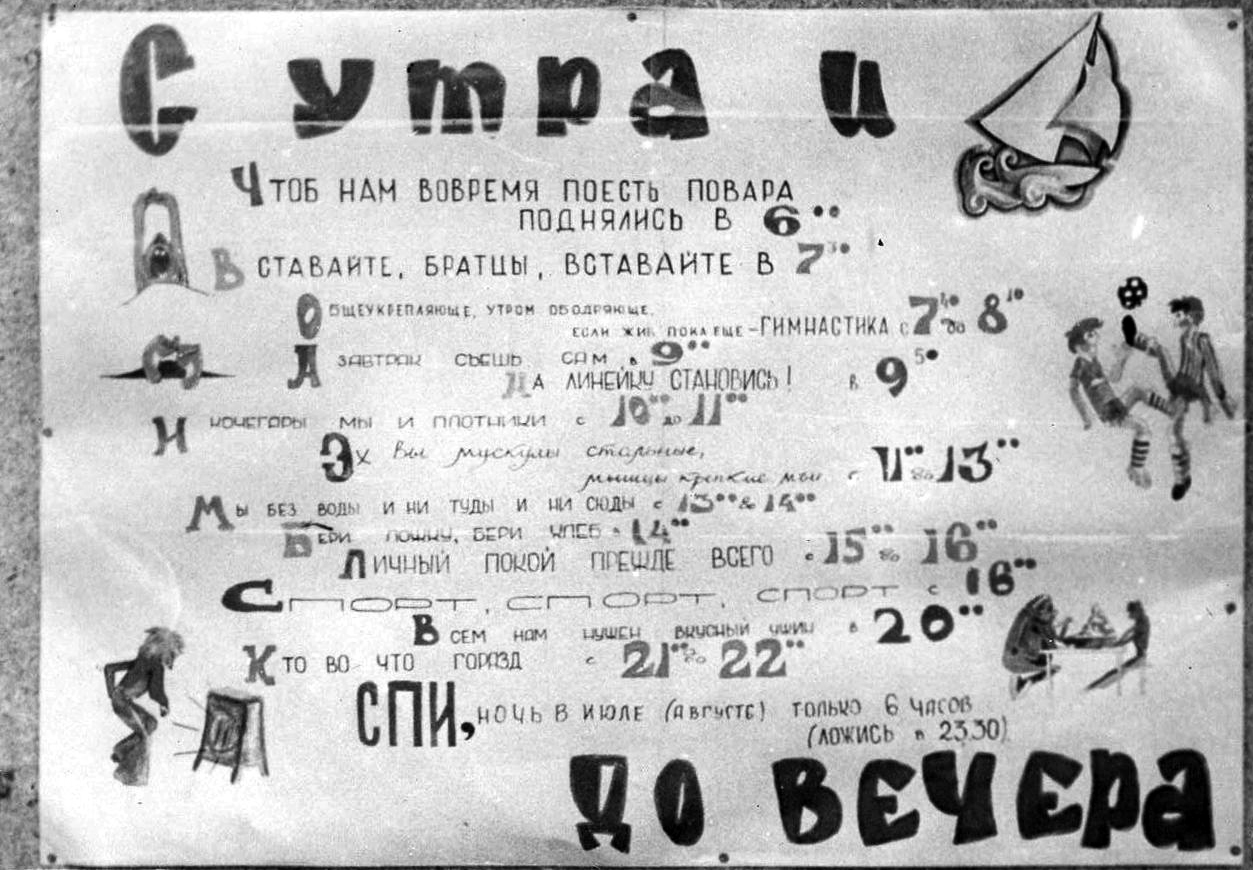 С утра и
Чтоб нам вовремя поесть повара
поднялись в 6⁰⁰
Вставайте, братцы, вставайте в 7³⁰
Общеукрепляющее, утром ободряющее,
если жив пока еще - гимнастика с 7⁴⁰ до 8¹⁰
А завтрак съешь сам в 9⁰⁰
На линейку становись! в 9⁵⁰
И кочегары мы и плотники с 10⁰⁰ до 11⁰⁰
Эх вы мускулы стальные,
мышцы крепкие мои с 11⁰⁰ до 13⁰⁰
Мы без воды и ни туды и ни сюды с 13⁰⁰ до 14⁰⁰
Бери ложку, бери хлеб в 14⁰⁰
Личный покой прежде всего с 15⁰⁰ до 16⁰⁰
Спорт, спорт, спорт с 16⁰⁰
Всем нам нужен вкусный ужин в 20⁰⁰
Кто во что горазд с 21⁰⁰ до 22⁰⁰
СПИ, ночь в июле (августе) только 6 часов
(ложись в 23.30)
до вечера